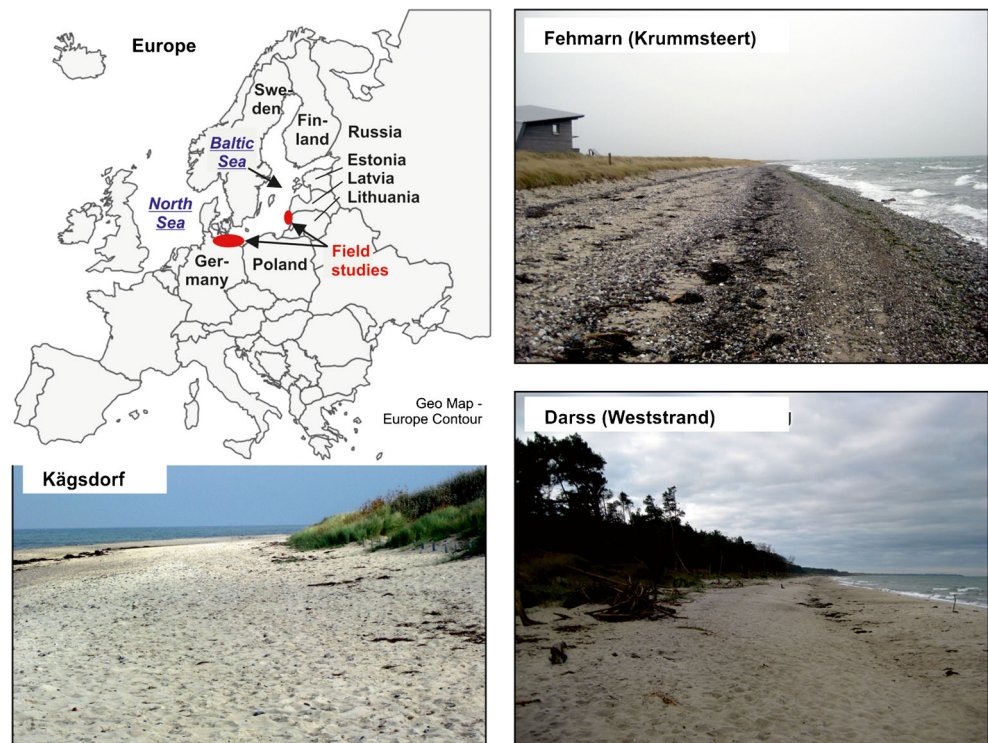 Europe
Swe-
den
Fin-
land
Russia
Baltic
Sea
Estonia
Latvia
Lithuania
North
Sea
Field
studies
Ger-
many
Poland
Geo Map -
Europe Contour
Fehmarn (Krummsteert)
Kägsdorf
Darss (Weststrand)